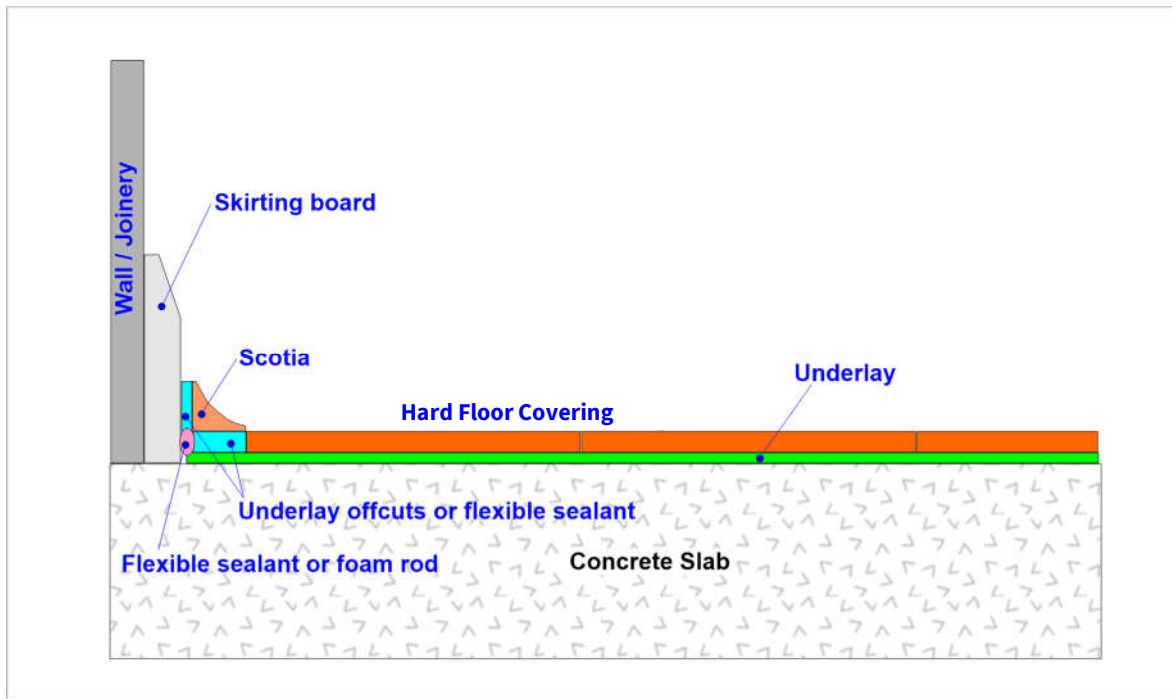 Wall / Joinery
Skirting board
Scotia
Underlay
Hard Floor Covering
Underlay offcuts or flexible sealant
Flexible sealant or foam rod
Concrete Slab